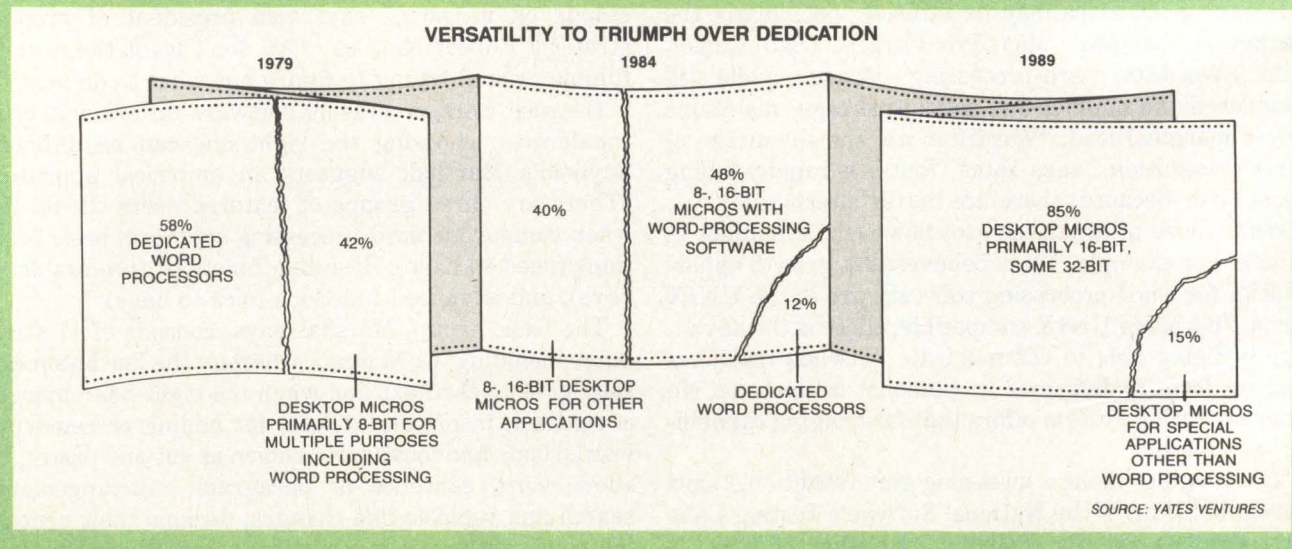 VERSATILITY TO TRIUMPH OVER DEDICATION
1979
58%
DEDICATED
WORD
PROCESSORS
42%
DESKTOP MICROS
PRIMARILY 8-BIT FOR
MULTIPLE PURPOSES
INCLUDING
WORD PROCESSING
1984
40%
8-, 16-BIT DESKTOP
MICROS FOR OTHER
APPLICATIONS
48%
8-, 16-BIT
MICROS WITH
WORD-PROCESSING
SOFTWARE
12%
DEDICATED
WORD PROCESSORS
1989
85%
DESKTOP MICROS
PRIMARILY 16-BIT,
SOME 32-BIT
15%
DESKTOP MICROS
FOR SPECIAL
APPLICATIONS
OTHER THAN
WORD PROCESSING
SOURCE: YATES VENTURES